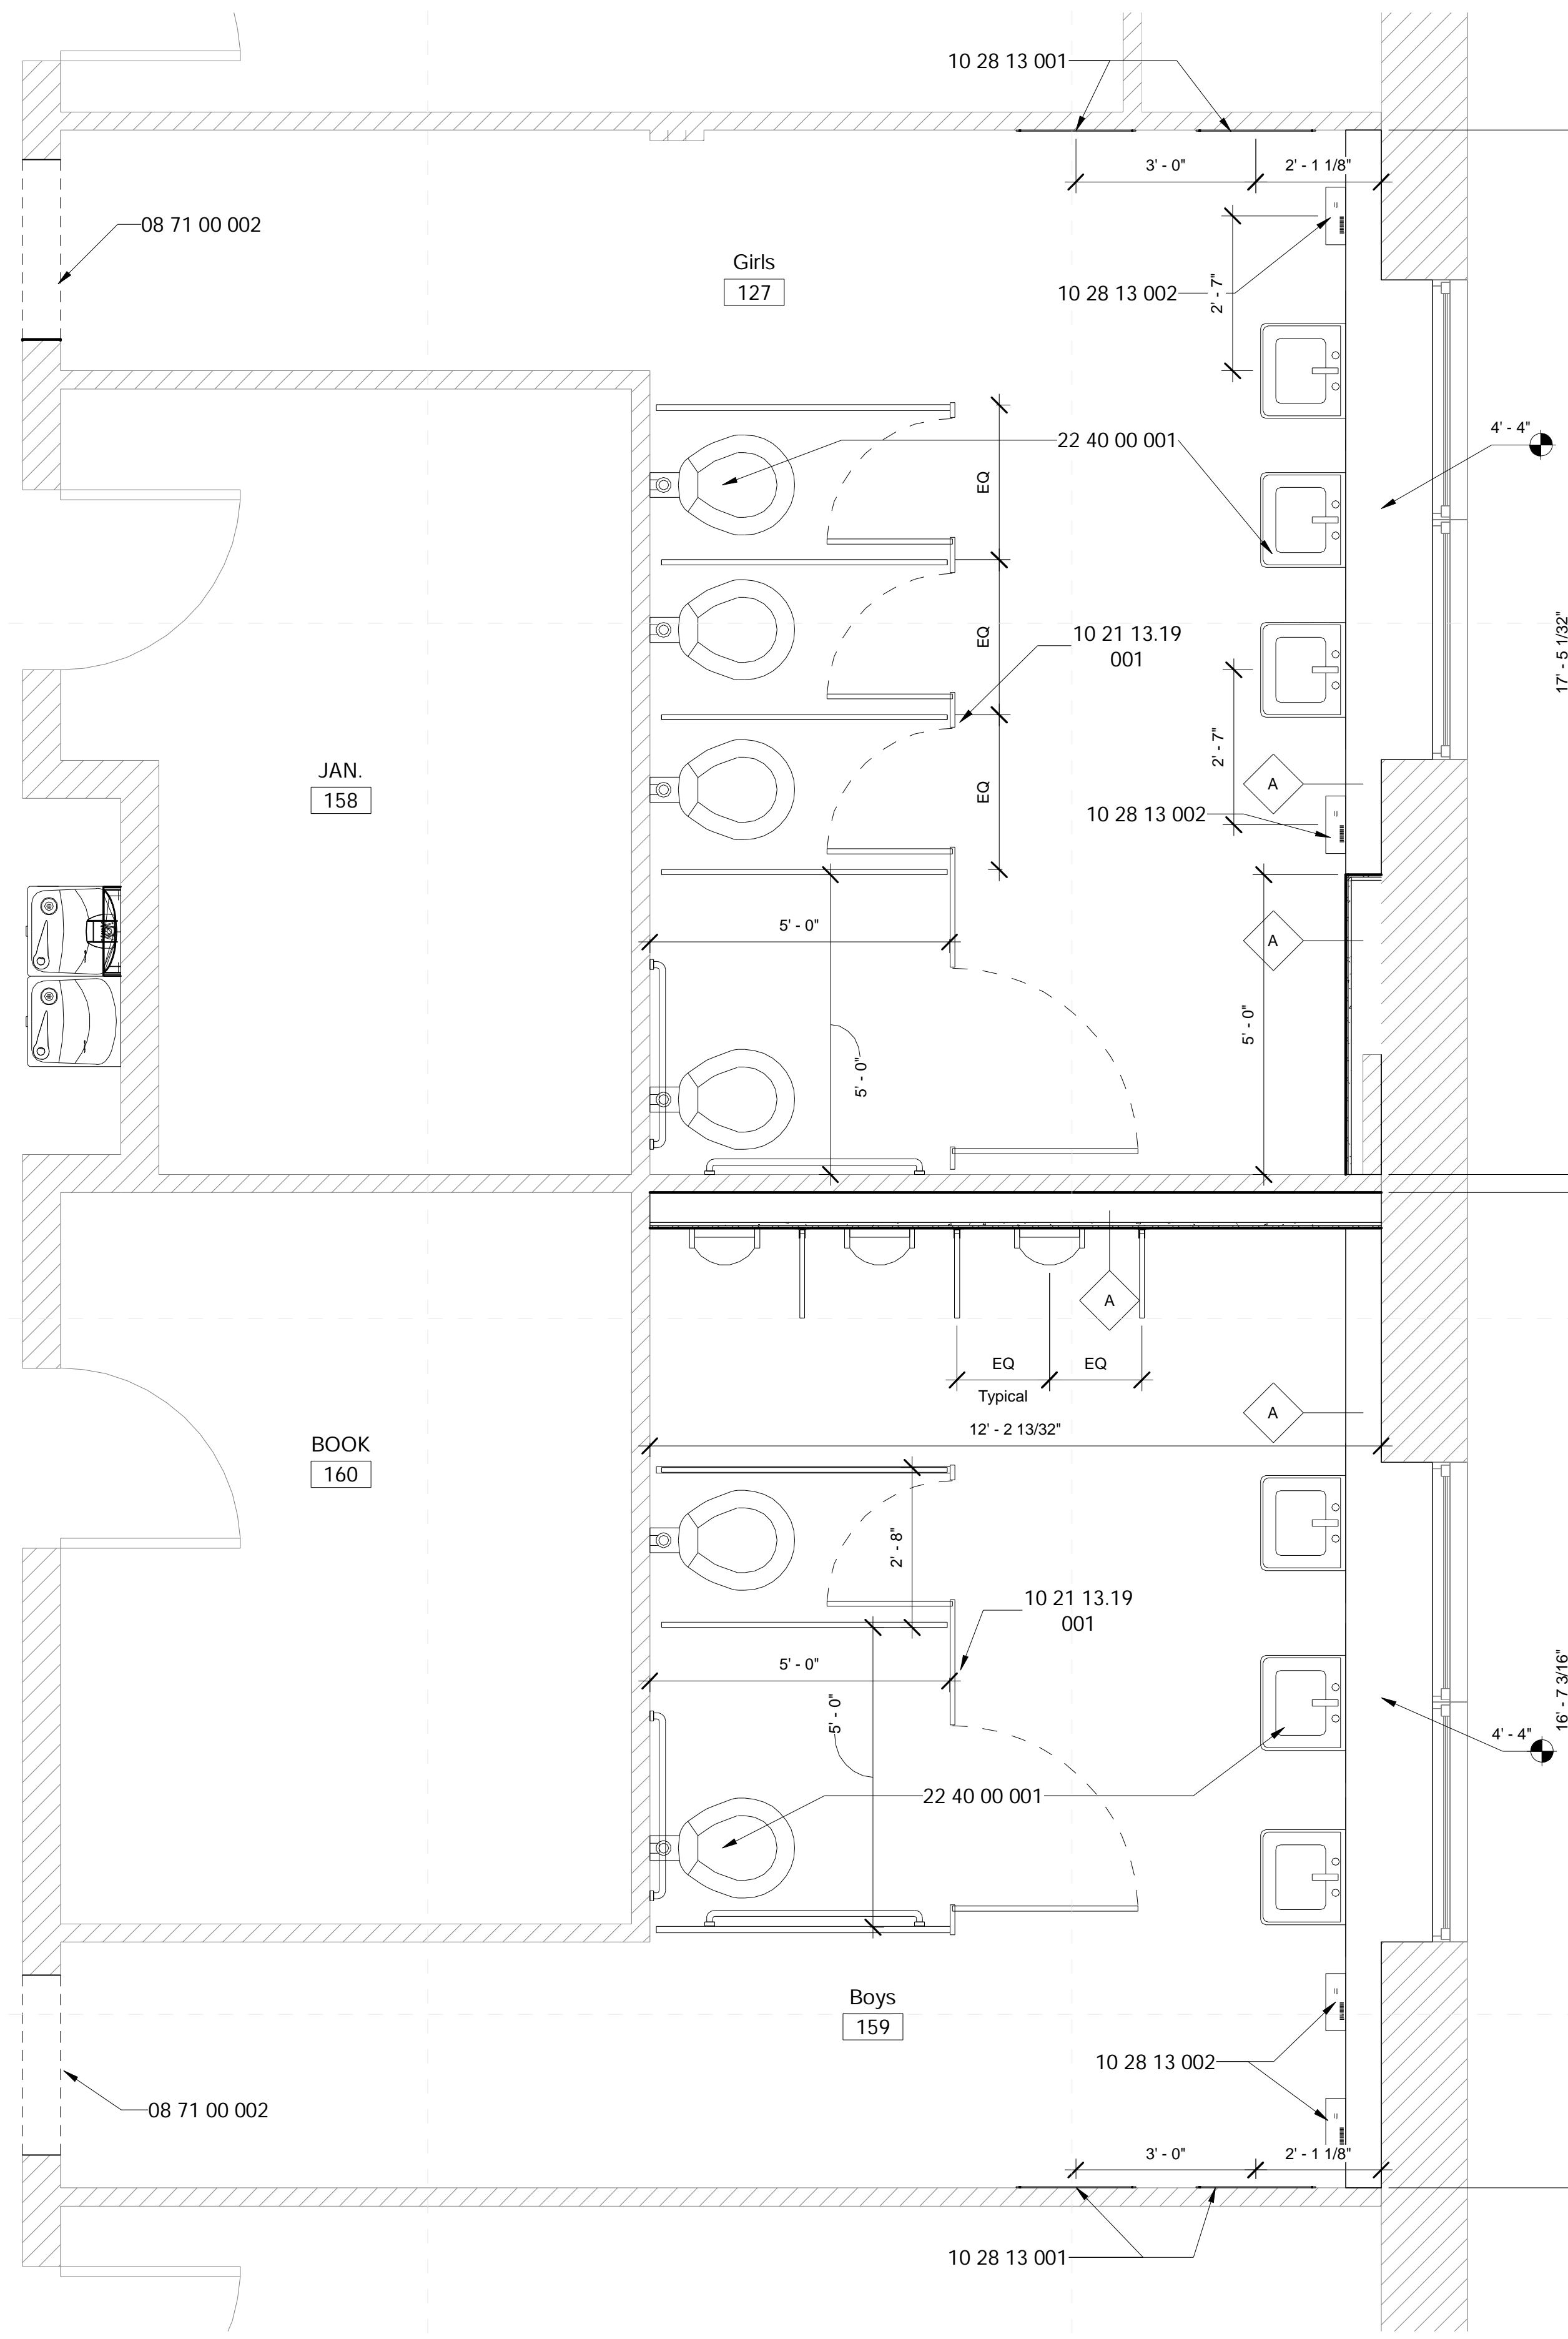 10 28 13 001
3' - 0"
2' - 1 1/8"
08 71 00 002
Girls
127
10 28 13 002
2' - 7"
4' - 4"
22 40 00 001
EQ
EQ
10 21 13.19
001
17' - 5 1/32"
2' - 7"
JAN.
158
A
EQ
10 28 13 002
5' - 0"
A
5' - 0"
5' - 0"
A
EQ
EQ
Typical
A
12' - 2 13/32"
BOOK
160
2' - 8"
10 21 13.19
001
5' - 0"
5' - 0"
16' - 7 3/16"
4' - 4"
22 40 00 001
Boys
159
10 28 13 002
08 71 00 002
3' - 0"
2' - 1 1/8"
10 28 13 001